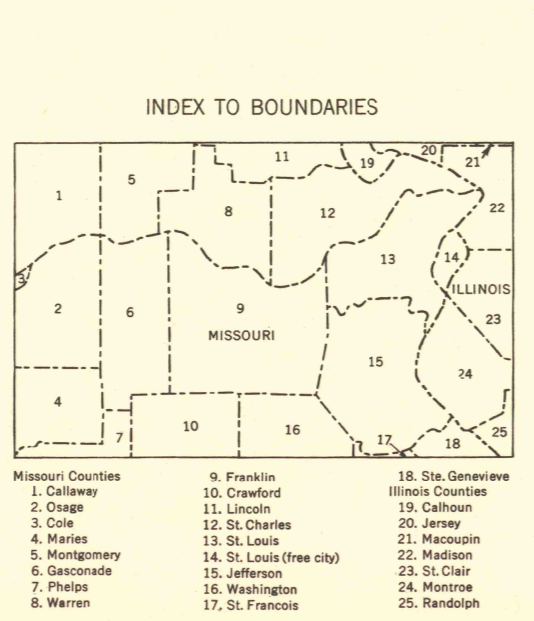 INDEX TO BOUNDARIES
11
20
19
21
5
1
8
12
22
13
14
3
ILLINOIS
2
6
9
23
MISSOURI
15
24
4
10
16
7
17
18
25
Missouri Counties
1. Callaway
2. Osage
3. Cole
4. Maries
5. Montgomery
6. Gasconade
7. Phelps
8. Warren
9. Franklin
10. Crawford
11. Lincoln
12. St. Charles
13. St. Louis
14. St. Louis (free city)
15. Jefferson
16. Washington
17. St. Francois
18. Ste. Genevieve
Illinois Counties
19. Calhoun
20. Jersey
21. Macoupin
22. Madison
23. St. Clair
24. Montroe
25. Randolph